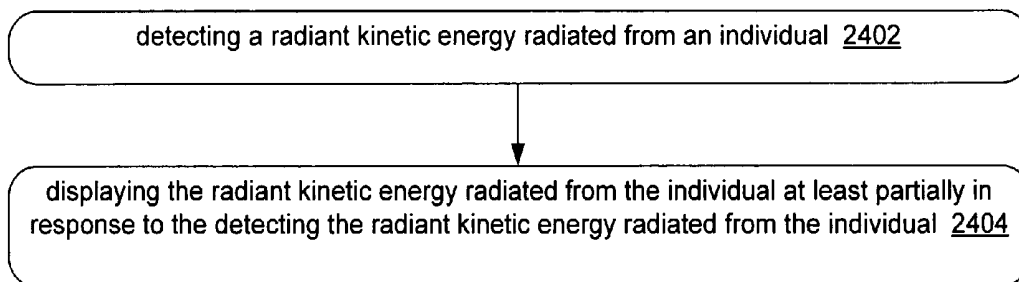 detecting a radiant kinetic energy radiated from an individual 2402
displaying the radiant kinetic energy radiated from the individual at least partially in
response to the detecting the radiant kinetic energy radiated from the individual 2404